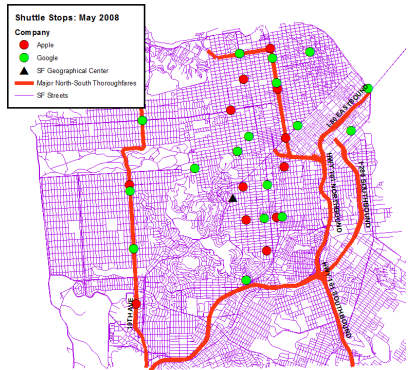 Shuttle Stops: May 2008
Company
Apple
Google
SF Geographical Center
Major North-South Thoroughfares
SF Streets
I-80 EASTBOUND
HWY 101 NORTHBOUND
I-280 EASTBOUND
19TH AVE
HWY 101 SOUTHBOUND